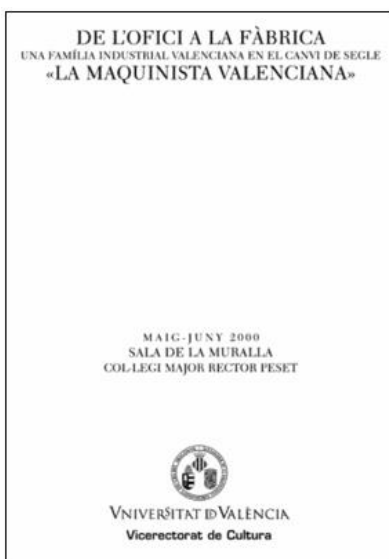 DE L'OFICI A LA FÀBRICA
UNA FAMÍLIA INDUSTRIAL VALENCIANA EN EL CANVI DE SEGLE
«LA MAQUINISTA VALENCIANA»
MAIG-JUNY 2000
SALA DE LA MURALLA
COL·LEGI MAJOR RECTOR PESET
VNIVERSITAT D VALÈNCIA
Vicerectorat de Cultura